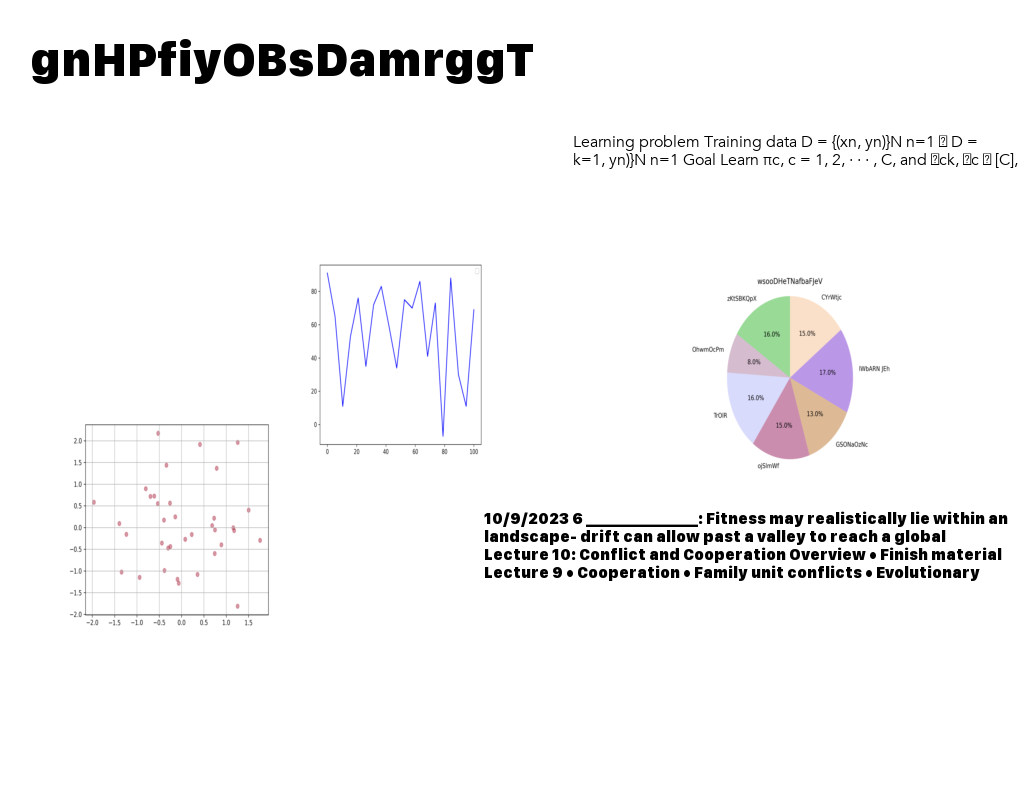 gnHPfiyOBsDamrggT
Learning problem Training data D = {(xn, yn)}N n=1 � D =
k=1, yn)}N n=1 Goal Learn πc, c = 1, 2, · · · , C, and �ck, �c � [C],
80
60
40
20
0
0 20 40 60 80 100
wsooDHeTNafbaFJeV
zKtSBKQpX
CYrWtjc
16.0%
15.0%
OhwmOcPm
8.0%
17.0%
lWbARN JEh
16.0%
13.0%
TrOlR
15.0%
GSONaOzNc
ojSlmWf
2.0
1.5
1.0
0.5
0.0
−0.5
−1.0
−1.5
−2.0
−2.0 −1.5 −1.0 −0.5 0.0 0.5 1.0 1.5
10/9/2023 6 ______________: Fitness may realistically lie within an
landscape- drift can allow past a valley to reach a global
Lecture 10: Conflict and Cooperation Overview • Finish material
Lecture 9 • Cooperation • Family unit conflicts • Evolutionary